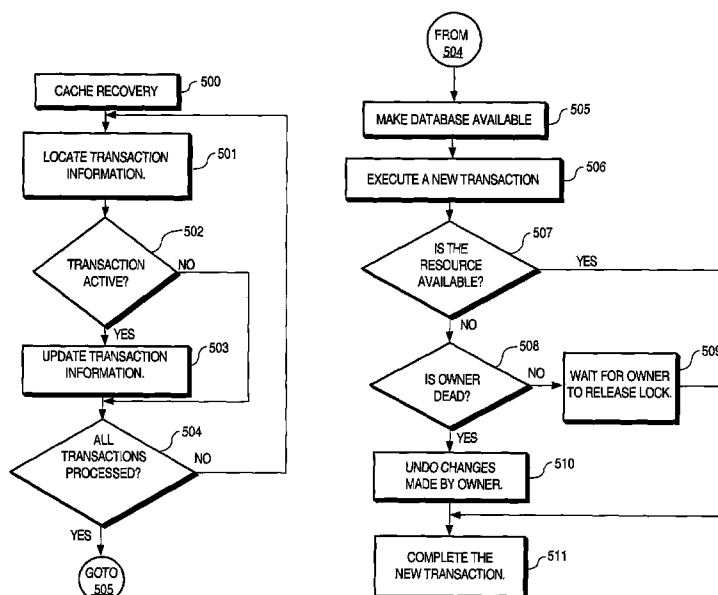 CACHE RECOVERY
500
LOCATE TRANSACTION
INFORMATION.
501
502
TRANSACTION
ACTIVE?
NO
YES
UPDATE TRANSACTION
INFORMATION.
503
504
ALL
TRANSACTIONS
PROCESSED?
NO
YES
GOTO
505
FROM
504
MAKE DATABASE AVAILABLE
505
EXECUTE A NEW TRANSACTION
506
507
IS THE
RESOURCE
AVAILABLE?
YES
NO
508
IS OWNER
DEAD?
NO
509
WAIT FOR OWNER
TO RELEASE LOCK.
YES
UNDO CHANGES
MADE BY OWNER.
510
COMPLETE THE
NEW TRANSACTION.
511